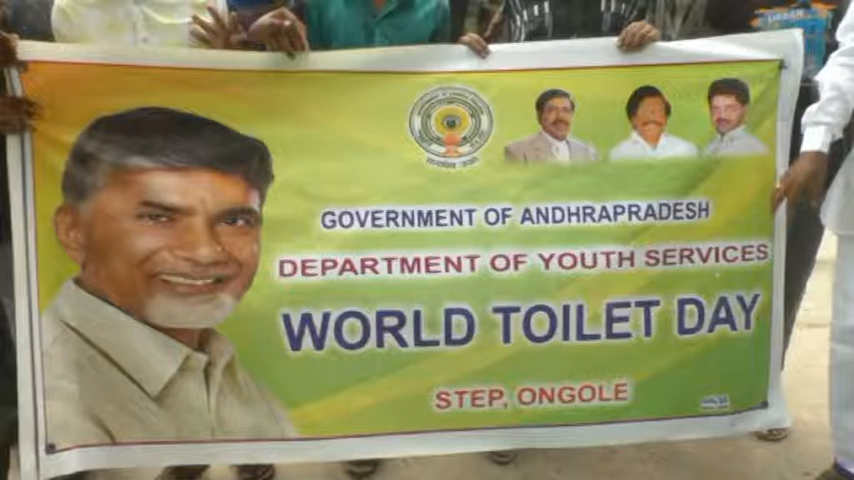 GOVERNMENT OF ANDHRAPRADESH
DEPARTMENT OF YOUTH SERVICES
WORLD TOILET DAY
STEP, ONGOLE